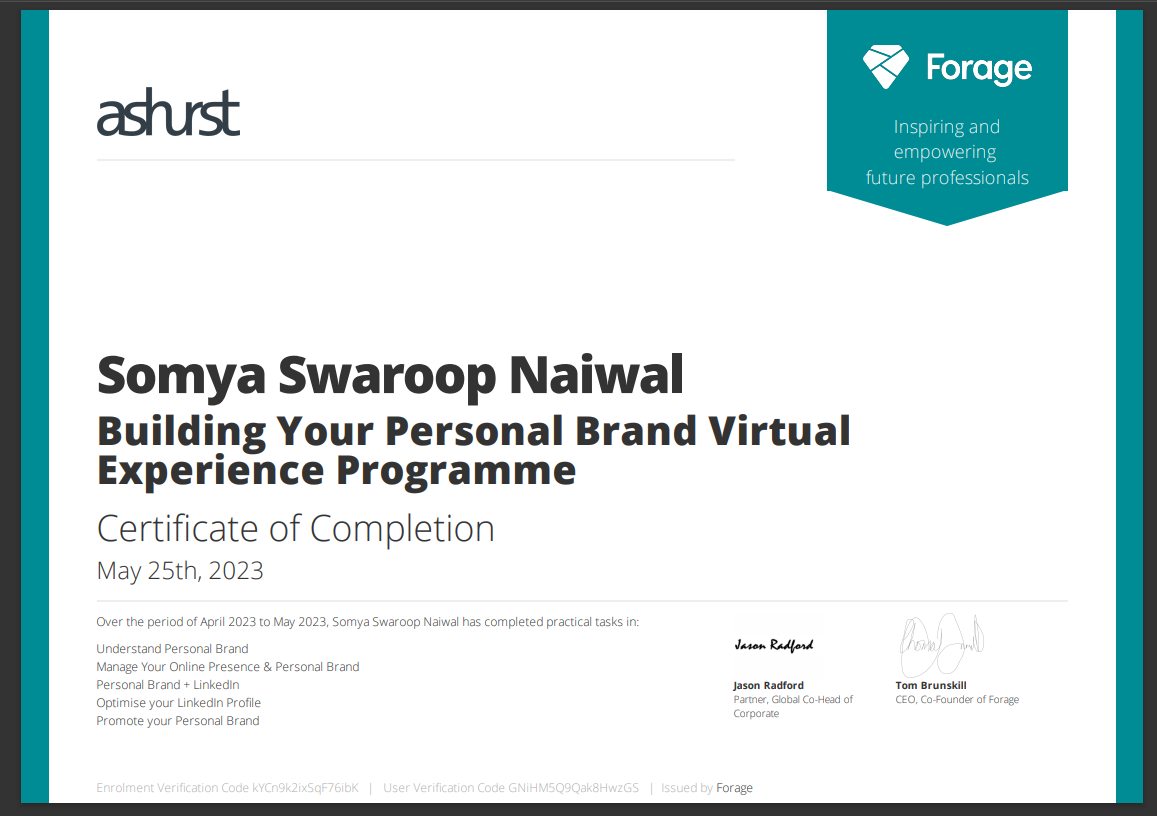 ashurst
Forage
Inspiring and
empowering
future professionals
Somya Swaroop Naiwal
Building Your Personal Brand Virtual
Experience Programme
Certificate of Completion
May 25th, 2023
Over the period of April 2023 to May 2023, Somya Swaroop Naiwal has completed practical tasks in:
Understand Personal Brand
Manage Your Online Presence & Personal Brand
Personal Brand + LinkedIn
Optimise your LinkedIn Profile
Promote your Personal Brand
Jason Radford
Jason Radford
Partner, Global Co-Head of
Corporate
Tom Brunskill
CEO, Co-Founder of Forage
Enrolment Verification Code kYCn9k2ixSqF76ibK | User Verification Code GNiHM5Q9Qak8HwzGS | Issued by Forage